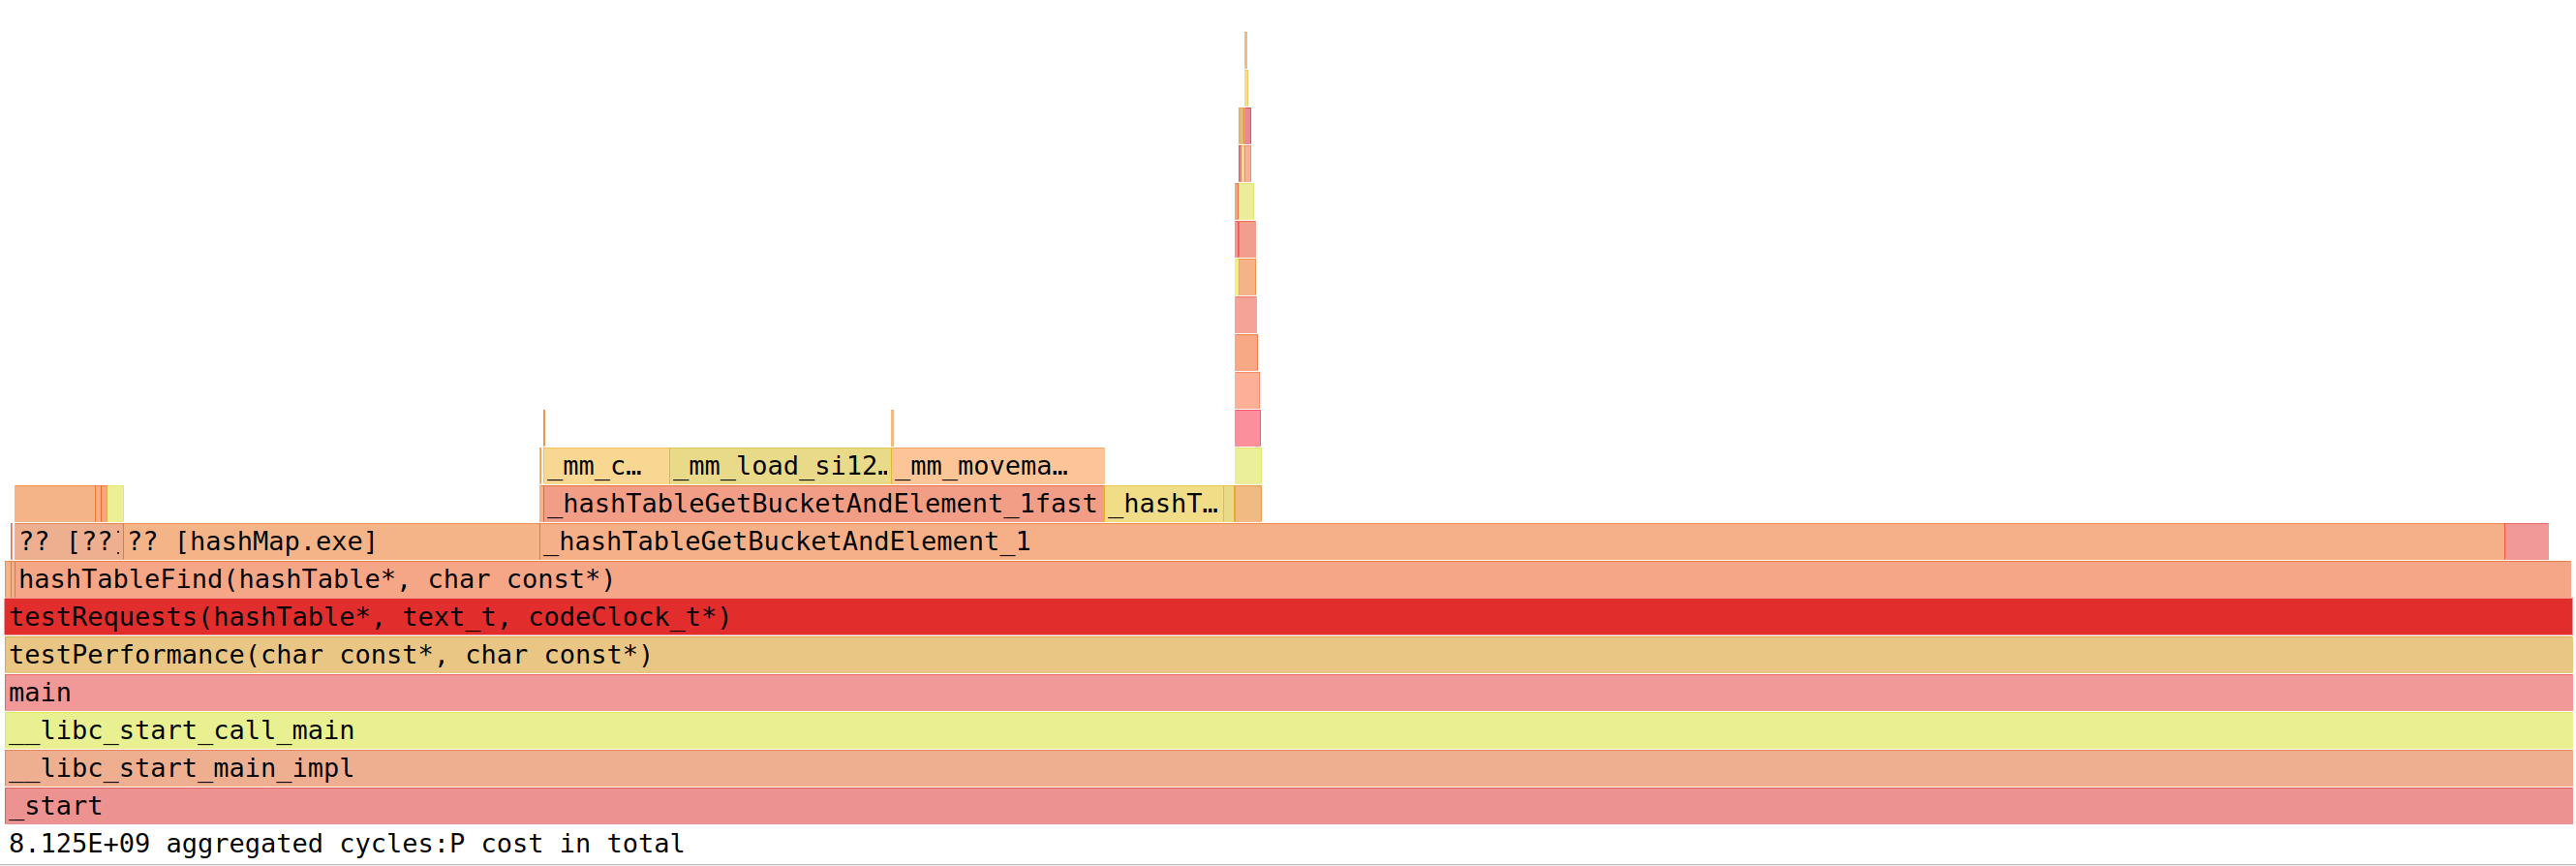 _mm_c… _mm_load_si12… _mm_movema…
_hashTableGetBucketAndElement_1fast _hashT…
?? [??] ?? [hashMap.exe] _hashTableGetBucketAndElement_1
hashTableFind(hashTable*, char const*)
testRequests(hashTable*, text_t, codeClock_t*)
testPerformance(char const*, char const*)
main
__libc_start_call_main
__libc_start_main_impl
_start
8.125E+09 aggregated cycles:P cost in total